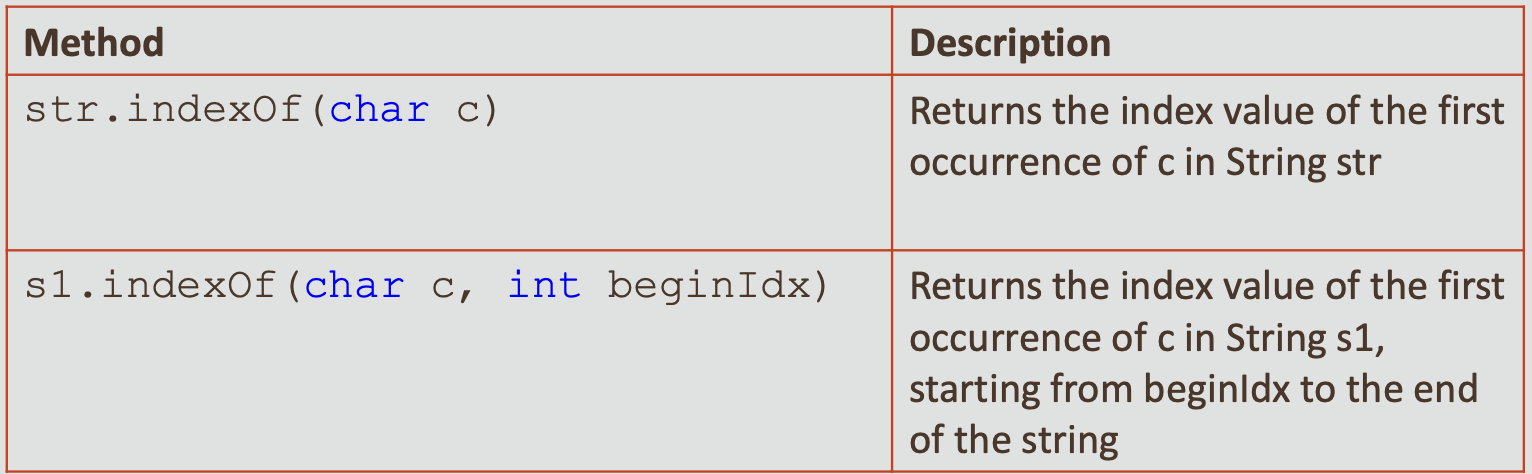 Method
Description
str.indexOf(char c)
Returns the index value of the first
occurrence of c in String str
s1.indexOf(char c, int beginIdx)
Returns the index value of the first
occurrence of c in String s1,
starting from beginIdx to the end
of the string